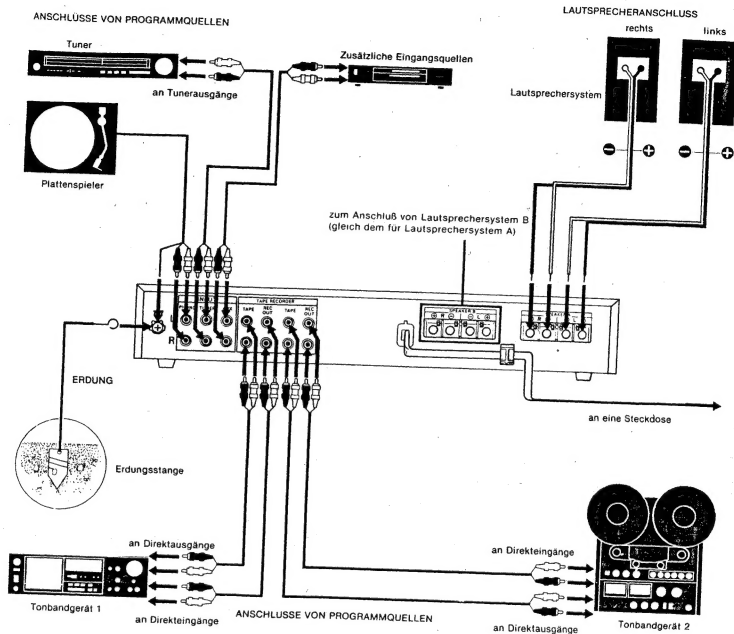 ANSCHLÜSSE VON PROGRAMMQUELLEN
LAUTSPRECHERANSCHLUSS
rechts
links
Tuner
Zusätzliche Eingangsquellen
an Tunerausgänge
Lautsprechersystem
Plattenspieler
zum Anschluß von Lautsprechersystem B
(gleich dem für Lautsprechersystem A)
TAPE RECORDER
TAPE
REC
OUT
TAPE
REC
OUT
SPEAKER B
R
L
R
ERDUNG
an eine Steckdose
Erdungsstange
an Direktausgänge
an Direkteingänge
Tonbandgerät 1
an Direkteingänge
ANSCHLUSSE VON PROGRAMMQUELLEN
an Direktausgänge
Tonbandgerät 2